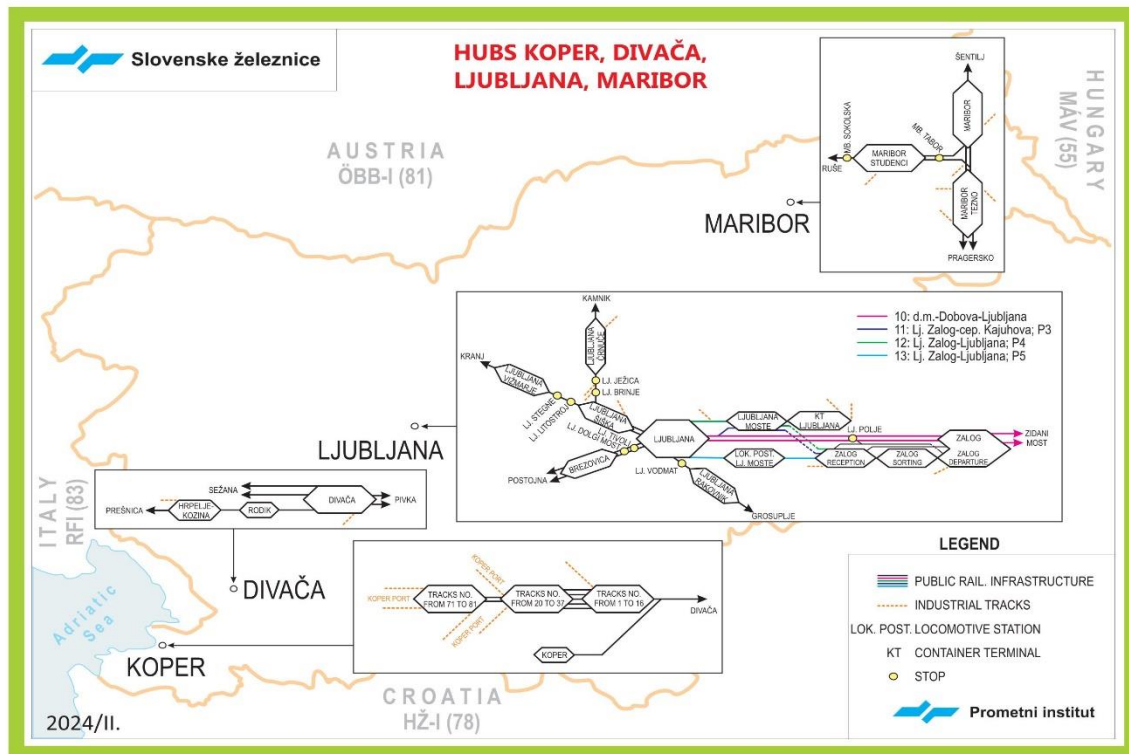 Slovenske železnice
HUBS KOPER, DIVAČA,
LJUBLJANA, MARIBOR
AUSTRIA
ÖBB-I (81)
HUNGARY
MÁV (55)
ITALY
RFI (83)
CROATIA
HŽ-I (78)
Adriatic
Sea
MARIBOR
ŠENTILJ
MARIBOR
MB. TABOR
MB. SOKOLSKA
MARIBOR
STUDENCI
RUŠE
MARIBOR
TEZNO
PRAGERSKO
LJUBLJANA
KAMNIK
LJUBLJANA
ČRNUČE
KRANJ
LJUBLJANA
VIŽMARJE
LJ. JEŽICA
LJ. BRINJE
LJ. STEGNE
LJ. LITOSTROJ
LJUBLJANA
ŠIŠKA
LJ. TIVOLI
LJ. DOLGI MOST
BREZOVICA
POSTOJNA
LJUBLJANA
LJ. VODMAT
LJUBLJANA
RAKOVNIK
GROSUPLJE
LJUBLJANA
MOSTE
KT
LJUBLJANA
LJ. POLJE
LOK. POST.
LJ. MOSTE
ZALOG
RECEPTION
ZALOG
SORTING
ZALOG
ZALOG
DEPARTURE
ZIDANI
MOST
10: d.m.-Dobova-Ljubljana
11: Lj. Zalog-cep. Kajuhova; P3
12: Lj. Zalog-Ljubljana; P4
13: Lj. Zalog-Ljubljana; P5
DIVAČA
SEŽANA
PREŠNICA
HRPELJE-
KOZINA
RODIK
DIVAČA
PIVKA
KOPER
KOPER PORT
KOPER PORT
KOPER PORT
TRACKS NO.
FROM 71 TO 81
TRACKS NO.
FROM 20 TO 37
TRACKS NO.
FROM 1 TO 16
DIVAČA
KOPER
LEGEND
PUBLIC RAIL. INFRASTRUCTURE
INDUSTRIAL TRACKS
LOK. POST. LOCOMOTIVE STATION
KT CONTAINER TERMINAL
STOP
Prometni institut
2024/II.